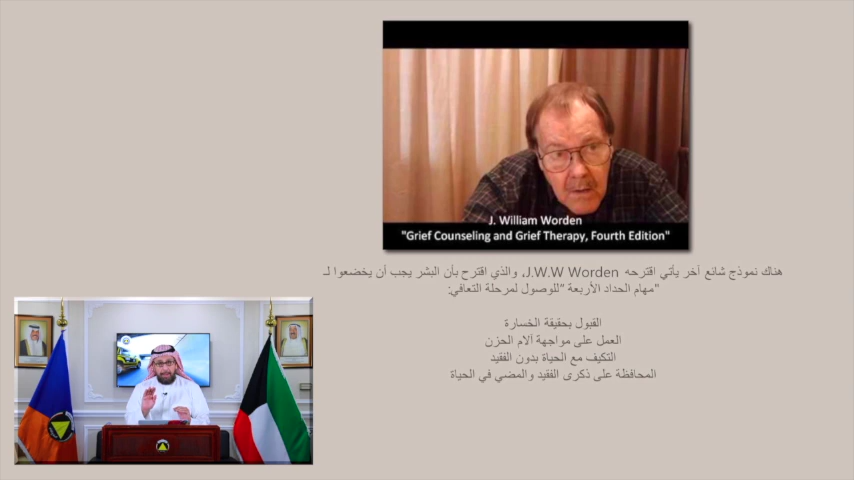 J. William Worden
"Grief Counseling and Grief Therapy, Fourth Edition"
هناك نموذج شائع آخر يأتي اقترحه J.W.W Worden، والذي اقترح بأن البشر يجب أن يخضعوا لـ
"مهام الحداد الأربعة "للوصول لمرحلة التعافي:
القبول بحقيقة الخسارة
العمل على مواجهة آلام الحزن
التكيف مع الحياة بدون الفقيد
المحافظة على ذكرى الفقيد والمضي في الحياة